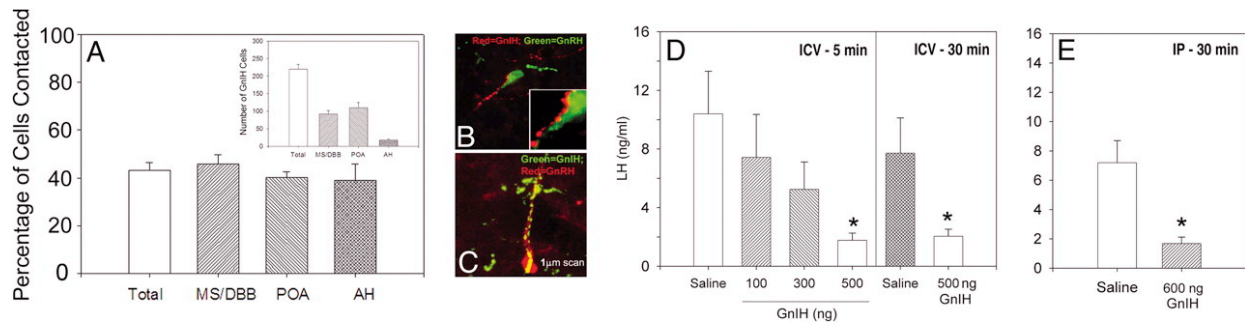 A
Percentage of Cells Contacted
100
80
60
40
20
0
Total MS/DBB POA AH
Number of GnIH Cells
300
250
200
150
100
50
0
Total MS/DBB POA AH
Red=GnIH; Green=GnRH
B
Green=GnIH;
Red=GnRH
C
1µm scan
D
ICV - 5 min
ICV - 30 min
LH (ng/ml)
16
12
8
4
0
Saline 100 300 500 Saline 500 ng
GnIH
GnIH (ng)
* *
E
IP - 30 min
16
14
12
10
8
6
4
2
0
*
Saline 600 ng
GnIH